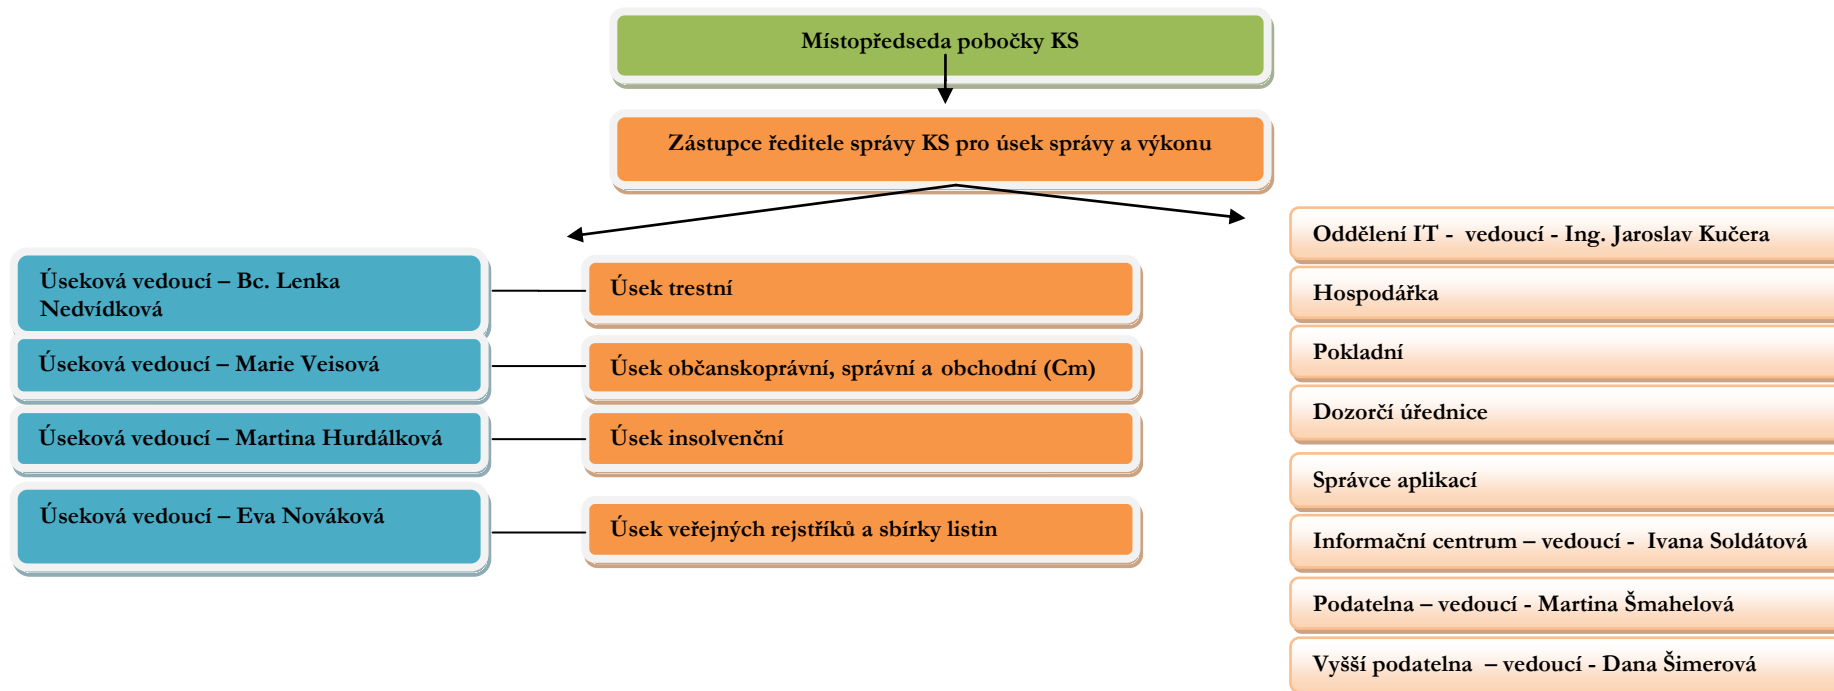 Místopředseda pobočky KS
Zástupce ředitele správy KS pro úsek správy a výkonu
Úseková vedoucí – Bc. Lenka
Nedvídková
Úsek trestní
Úseková vedoucí – Marie Veisová
Úsek občanskoprávní, správní a obchodní (Cm)
Úseková vedoucí – Martina Hurdálková
Úsek insolvenční
Úseková vedoucí – Eva Nováková
Úsek veřejných rejstříků a sbírky listin
Oddělení IT - vedoucí - Ing. Jaroslav Kučera
Hospodářka
Pokladní
Dozorčí úřednice
Správce aplikací
Informační centrum – vedoucí - Ivana Soldátová
Podatelna – vedoucí - Martina Šmahelová
Vyšší podatelna – vedoucí - Dana Šimerová